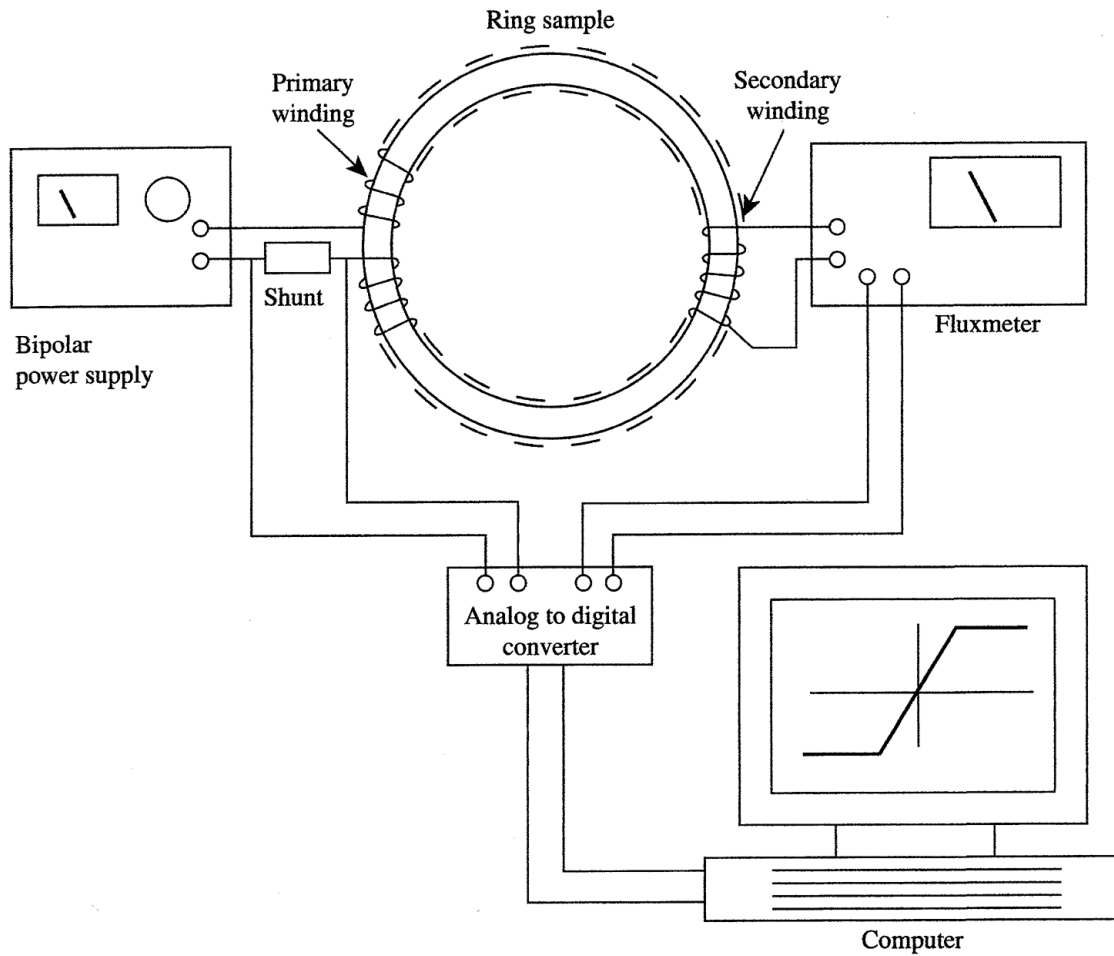 Ring sample
Primary
winding
Secondary
winding
Shunt
Bipolar
power supply
Fluxmeter
Analog to digital
converter
Computer